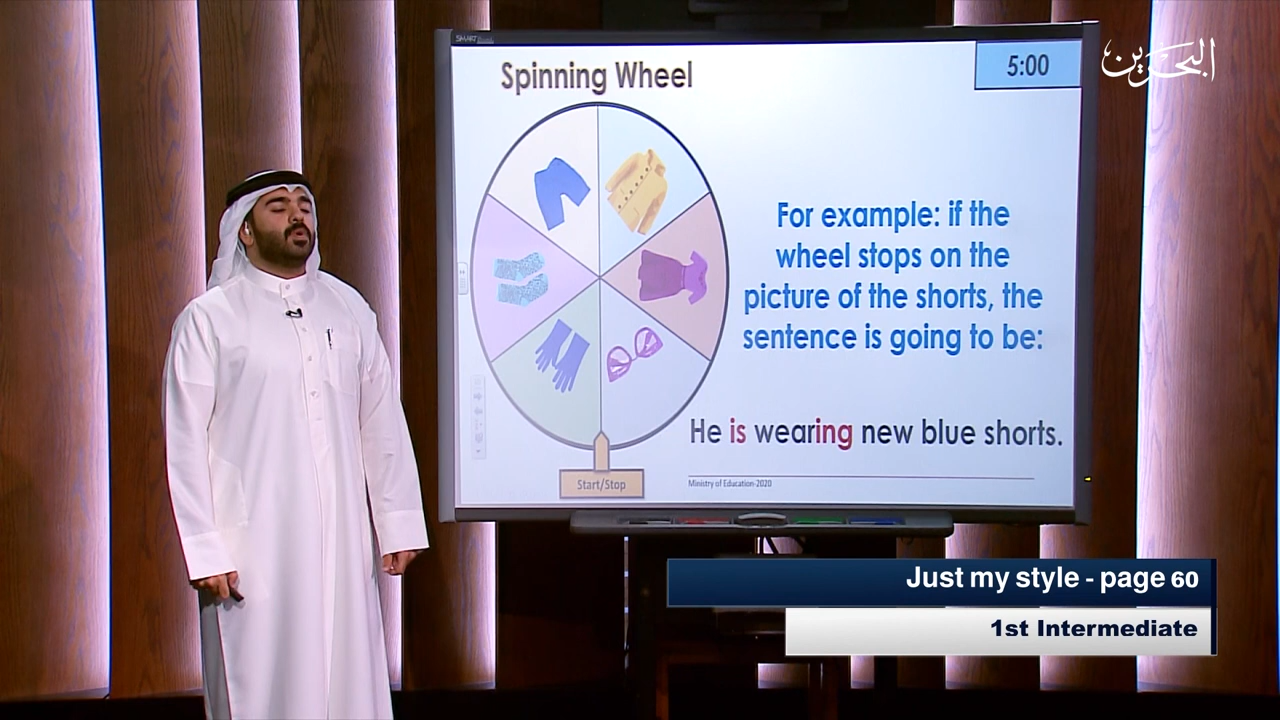 SMART
البحرين
Spinning Wheel
5:00
For example: if the
wheel stops on the
picture of the shorts, the
sentence is going to be:
He is wearing new blue shorts.
Start/Stop
Ministry of Education-2020
Just my style - page 60
1st Intermediate